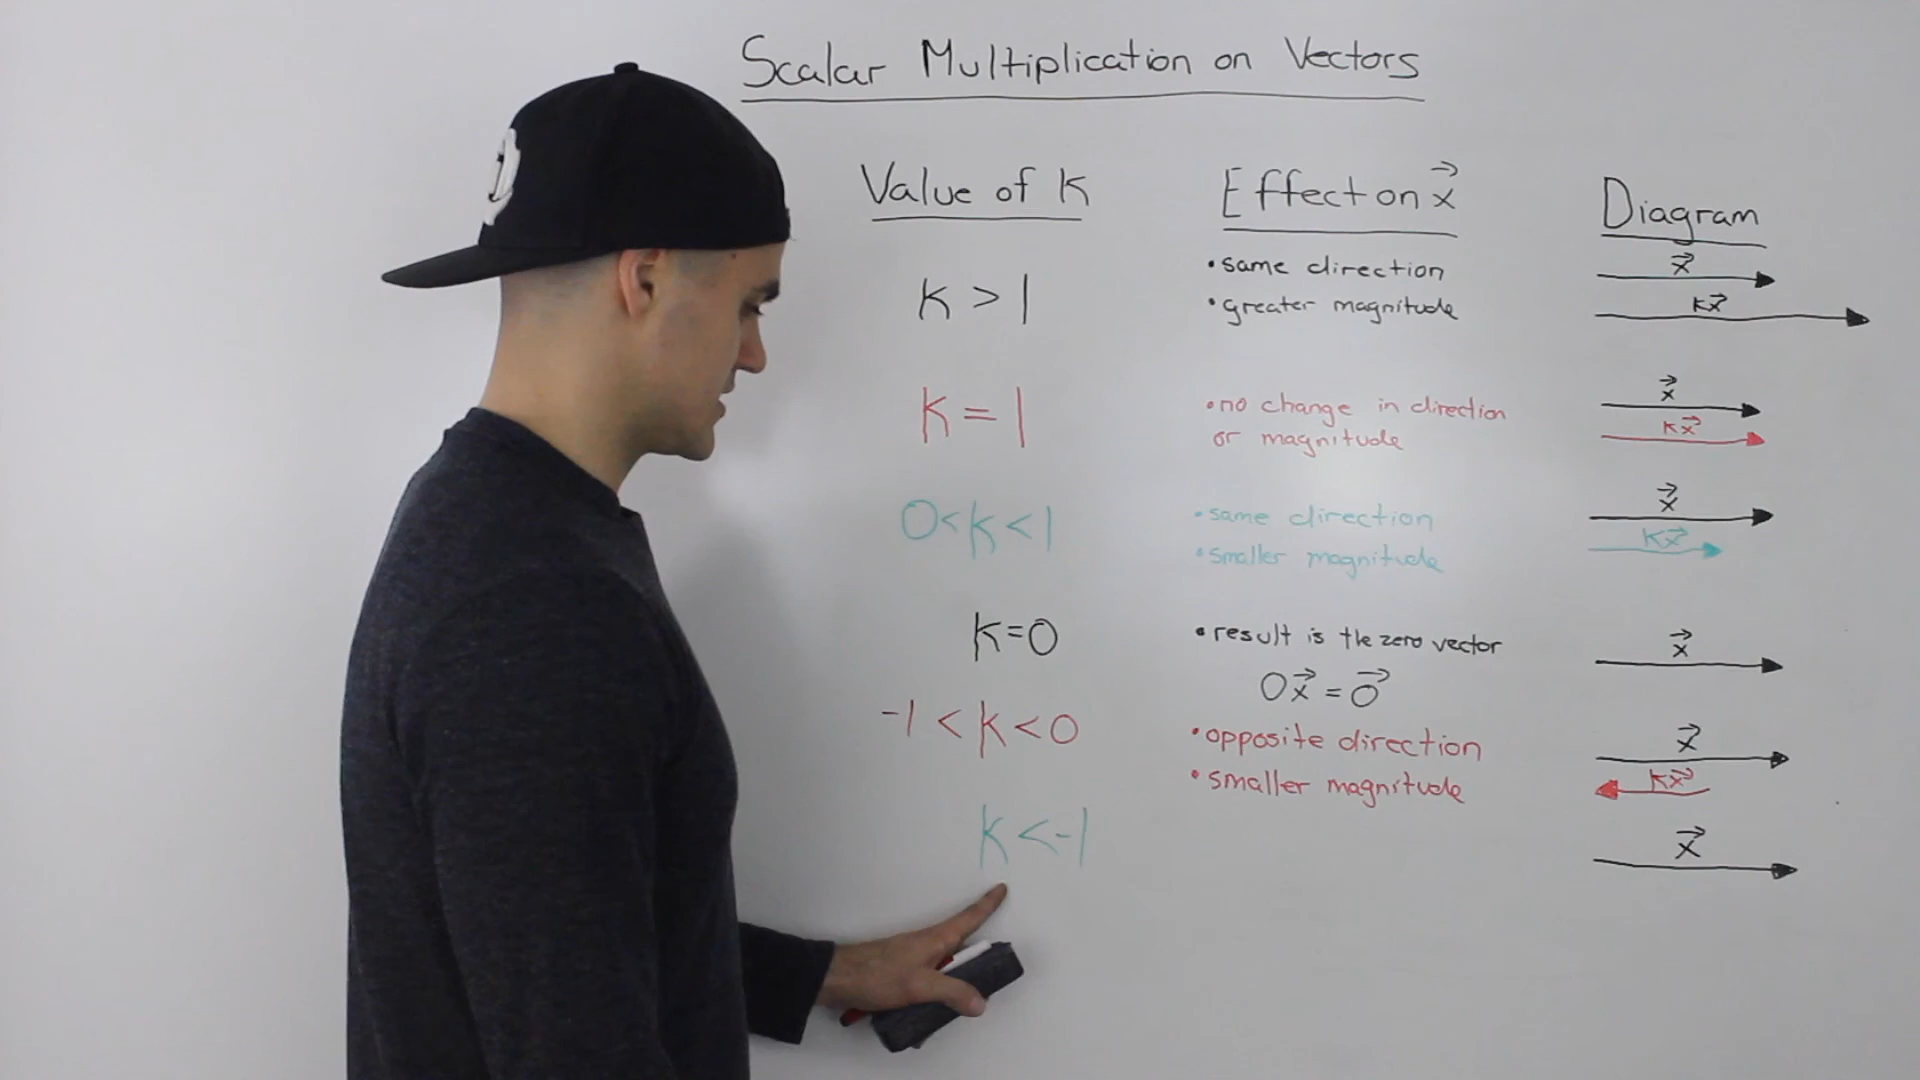 Scalar Multiplication on Vectors
Value of K
Effect on x⃗
Diagram
K > 1
• same direction
• greater magnitude
x⃗
Kx⃗
K = 1
• no change in direction
or magnitude
x⃗
Kx⃗
0 < K < 1
• same direction
• smaller magnitude
x⃗
Kx⃗
K = 0
• result is the zero vector
0x⃗ = 0⃗
x⃗
-1 < K < 0
• opposite direction
• smaller magnitude
x⃗
Kx⃗
K < -1
x⃗